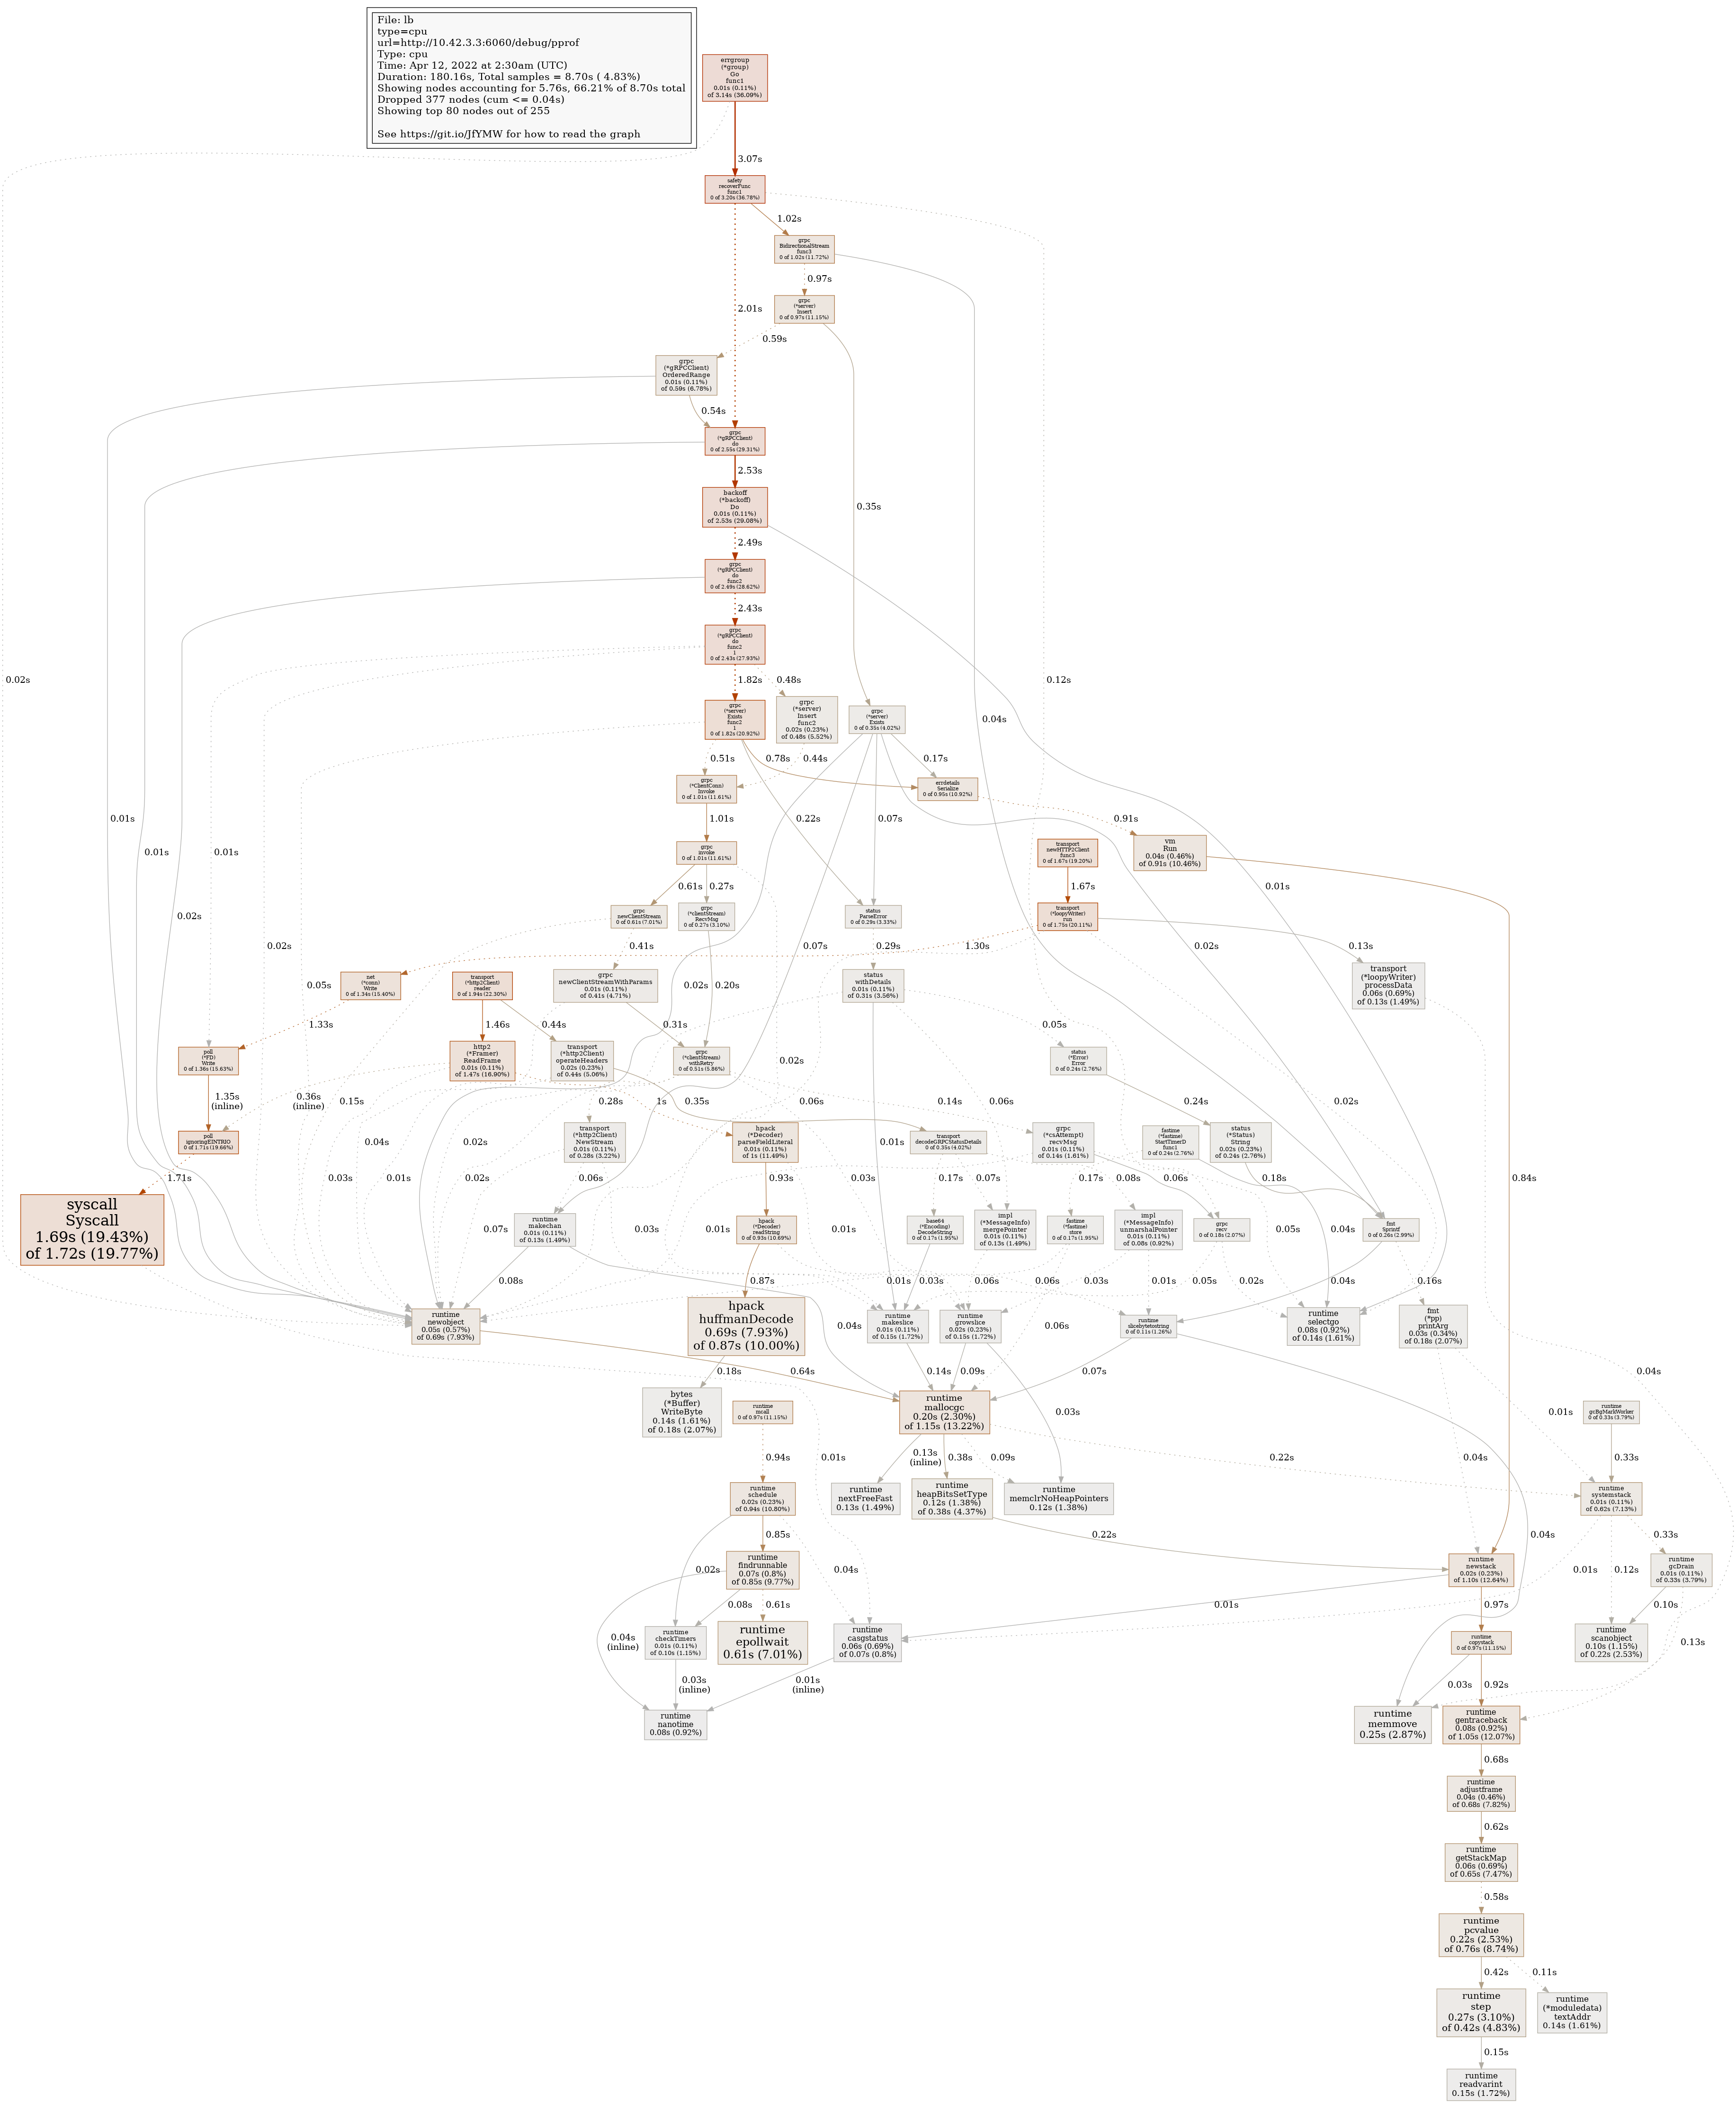 File: lb
type=cpu
url=http://10.42.3.3:6060/debug/pprof
Type: cpu
Time: Apr 12, 2022 at 2:30am (UTC)
Duration: 180.16s, Total samples = 8.70s ( 4.83%)
Showing nodes accounting for 5.76s, 66.21% of 8.70s total
Dropped 377 nodes (cum <= 0.04s)
Showing top 80 nodes out of 255
See https://git.io/JfYMW for how to read the graph
errgroup
(*group)
Go
func1
0.01s (0.11%)
of 3.14s (36.09%)
3.07s
safety
recoverFunc
func1
0 of 3.20s (36.78%)
1.02s
grpc
BidirectionalStream
func3
0 of 1.02s (11.72%)
0.97s
2.01s
grpc
(*server)
Insert
0 of 0.97s (11.15%)
0.59s
grpc
(*gRPCClient)
OrderedRange
0.01s (0.11%)
of 0.59s (6.78%)
0.54s
grpc
(*gRPCClient)
do
0 of 2.55s (29.31%)
2.53s
backoff
(*backoff)
Do
0.01s (0.11%)
of 2.53s (29.08%)
0.35s
2.49s
grpc
(*gRPCClient)
do
func2
0 of 2.49s (28.62%)
2.43s
grpc
(*gRPCClient)
do
func2
1
0 of 2.43s (27.93%)
0.02s
1.82s
0.48s
0.12s
grpc
(*server)
Exists
func2
1
0 of 1.82s (20.92%)
grpc
(*server)
Insert
func2
0.02s (0.23%)
of 0.48s (5.52%)
grpc
(*server)
Exists
0 of 0.35s (4.02%)
0.04s
0.51s
0.78s
0.44s
0.17s
grpc
(*ClientConn)
Invoke
0 of 1.01s (11.61%)
errdetails
Serialize
0 of 0.95s (10.92%)
0.01s
1.01s
0.22s
0.07s
0.91s
0.01s
0.01s
grpc
invoke
0 of 1.01s (11.61%)
transport
newHTTP2Client
func3
0 of 1.67s (19.20%)
vm
Run
0.04s (0.46%)
of 0.91s (10.46%)
0.61s
0.27s
1.67s
0.01s
0.02s
grpc
newClientStream
0 of 0.61s (7.01%)
grpc
(*clientStream)
RecvMsg
0 of 0.27s (3.10%)
status
ParseError
0 of 0.29s (3.33%)
transport
(*loopyWriter)
run
0 of 1.75s (20.11%)
0.02s
0.41s
0.07s
0.29s
1.30s
0.02s
0.13s
0.05s
0.02s
0.20s
net
(*conn)
Write
0 of 1.34s (15.40%)
transport
(*http2Client)
reader
0 of 1.94s (22.30%)
grpc
newClientStreamWithParams
0.01s (0.11%)
of 0.41s (4.71%)
status
withDetails
0.01s (0.11%)
of 0.31s (3.56%)
transport
(*loopyWriter)
processData
0.06s (0.69%)
of 0.13s (1.49%)
1.33s
1.46s
0.44s
0.31s
0.05s
0.02s
0.02s
poll
(*FD)
Write
0 of 1.36s (15.63%)
http2
(*Framer)
ReadFrame
0.01s (0.11%)
of 1.47s (16.90%)
transport
(*http2Client)
operateHeaders
0.02s (0.23%)
of 0.44s (5.06%)
grpc
(*clientStream)
withRetry
0 of 0.51s (5.86%)
status
(*Error)
Error
0 of 0.24s (2.76%)
1.35s
(inline)
0.36s
(inline)
0.15s
0.28s
1s
0.35s
0.06s
0.14s
0.06s
0.24s
0.04s
0.02s
0.01s
poll
ignoringEINTRIO
0 of 1.71s (19.66%)
transport
(*http2Client)
NewStream
0.01s (0.11%)
of 0.28s (3.22%)
hpack
(*Decoder)
parseFieldLiteral
0.01s (0.11%)
of 1s (11.49%)
transport
decodeGRPCStatusDetails
0 of 0.35s (4.02%)
grpc
(*csAttempt)
recvMsg
0.01s (0.11%)
of 0.14s (1.61%)
fastime
(*fastime)
StartTimerD
func1
0 of 0.24s (2.76%)
status
(*Status)
String
0.02s (0.23%)
of 0.24s (2.76%)
1.71s
0.03s
0.01s
0.02s
0.06s
0.93s
0.03s
0.17s
0.07s
0.08s
0.06s
0.17s
0.18s
0.84s
syscall
Syscall
1.69s (19.43%)
of 1.72s (19.77%)
runtime
makechan
0.01s (0.11%)
of 0.13s (1.49%)
hpack
(*Decoder)
readString
0 of 0.93s (10.69%)
base64
(*Encoding)
DecodeString
0 of 0.17s (1.95%)
impl
(*MessageInfo)
mergePointer
0.01s (0.11%)
of 0.13s (1.49%)
fastime
(*fastime)
store
0 of 0.17s (1.95%)
impl
(*MessageInfo)
unmarshalPointer
0.01s (0.11%)
of 0.08s (0.92%)
grpc
recv
0 of 0.18s (2.07%)
fmt
Sprintf
0 of 0.26s (2.99%)
0.07s
0.03s
0.01s
0.01s
0.05s
0.04s
0.08s
0.87s
0.01s
0.03s
0.06s
0.06s
0.03s
0.01s
0.05s
0.02s
0.04s
0.16s
runtime
newobject
0.05s (0.57%)
of 0.69s (7.93%)
hpack
huffmanDecode
0.69s (7.93%)
of 0.87s (10.00%)
0.04s
runtime
makeslice
0.01s (0.11%)
of 0.15s (1.72%)
runtime
growslice
0.02s (0.23%)
of 0.15s (1.72%)
0.06s
runtime
slicebytetostring
0 of 0.11s (1.26%)
runtime
selectgo
0.08s (0.92%)
of 0.14s (1.61%)
fmt
(*pp)
printArg
0.03s (0.34%)
of 0.18s (2.07%)
0.18s
0.64s
0.14s
0.09s
0.07s
0.04s
bytes
(*Buffer)
WriteByte
0.14s (1.61%)
of 0.18s (2.07%)
runtime
mcall
0 of 0.97s (11.15%)
runtime
mallocgc
0.20s (2.30%)
of 1.15s (13.22%)
0.03s
0.01s
runtime
gcBgMarkWorker
0 of 0.33s (3.79%)
0.94s
0.01s
0.13s
(inline)
0.38s
0.09s
0.22s
0.04s
0.33s
runtime
schedule
0.02s (0.23%)
of 0.94s (10.80%)
runtime
nextFreeFast
0.13s (1.49%)
runtime
heapBitsSetType
0.12s (1.38%)
of 0.38s (4.37%)
runtime
memclrNoHeapPointers
0.12s (1.38%)
runtime
systemstack
0.01s (0.11%)
of 0.62s (7.13%)
0.85s
0.22s
0.04s
0.33s
0.02s
0.04s
0.01s
0.12s
runtime
findrunnable
0.07s (0.8%)
of 0.85s (9.77%)
runtime
newstack
0.02s (0.23%)
of 1.10s (12.64%)
runtime
gcDrain
0.01s (0.11%)
of 0.33s (3.79%)
0.08s
0.61s
0.01s
0.97s
0.10s
0.04s
(inline)
runtime
checkTimers
0.01s (0.11%)
of 0.10s (1.15%)
runtime
epollwait
0.61s (7.01%)
runtime
casgstatus
0.06s (0.69%)
of 0.07s (0.8%)
runtime
copystack
0 of 0.97s (11.15%)
runtime
scanobject
0.10s (1.15%)
of 0.22s (2.53%)
0.13s
0.03s
(inline)
0.01s
(inline)
0.03s
0.92s
runtime
nanotime
0.08s (0.92%)
runtime
memmove
0.25s (2.87%)
runtime
gentraceback
0.08s (0.92%)
of 1.05s (12.07%)
0.68s
runtime
adjustframe
0.04s (0.46%)
of 0.68s (7.82%)
0.62s
runtime
getStackMap
0.06s (0.69%)
of 0.65s (7.47%)
0.58s
runtime
pcvalue
0.22s (2.53%)
of 0.76s (8.74%)
0.42s
0.11s
runtime
step
0.27s (3.10%)
of 0.42s (4.83%)
runtime
(*moduledata)
textAddr
0.14s (1.61%)
0.15s
runtime
readvarint
0.15s (1.72%)